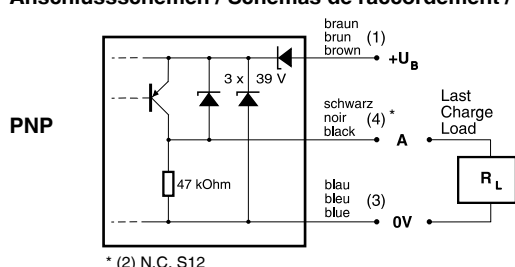 Anschlussschemen / Schémas de raccordement /
braun
brun (1)
brown
+UB
3 x 39 V
PNP
schwarz
noir (4) *
black
A
Last
Charge
Load
RL
47 kOhm
blau
bleu (3)
blue
0V
* (2) N.C. S12